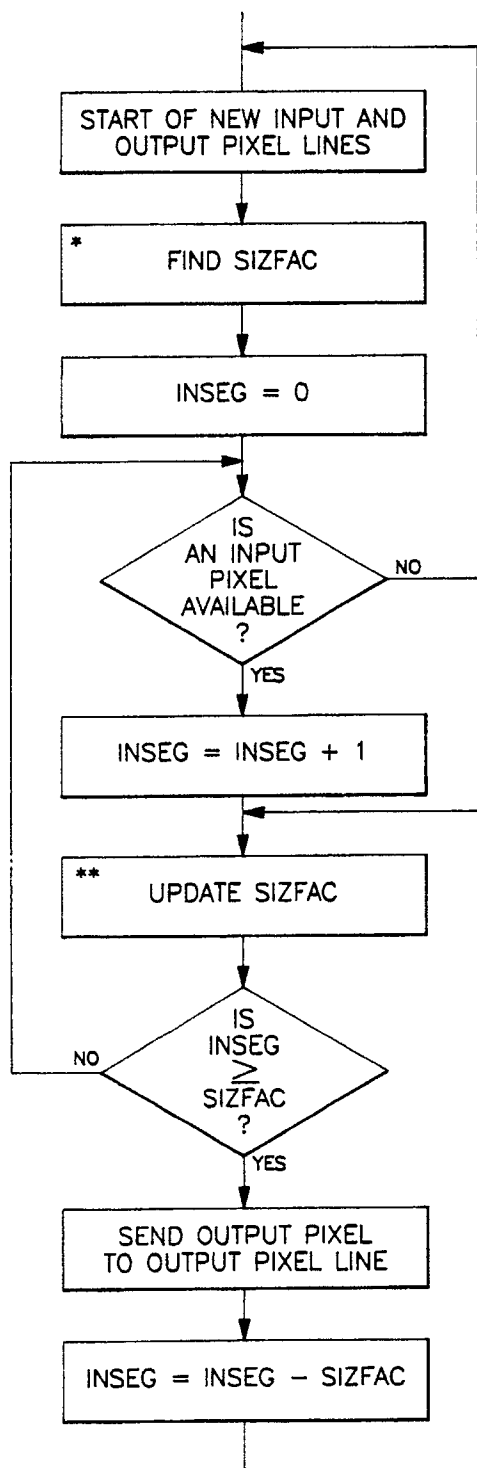 START OF NEW INPUT AND
OUTPUT PIXEL LINES
*
FIND SIZFAC
INSEG = 0
IS
AN INPUT
PIXEL
AVAILABLE
?
NO
YES
INSEG = INSEG + 1
**
UPDATE SIZFAC
IS
INSEG
≥
SIZFAC
?
NO
YES
SEND OUTPUT PIXEL
TO OUTPUT PIXEL LINE
INSEG = INSEG - SIZFAC